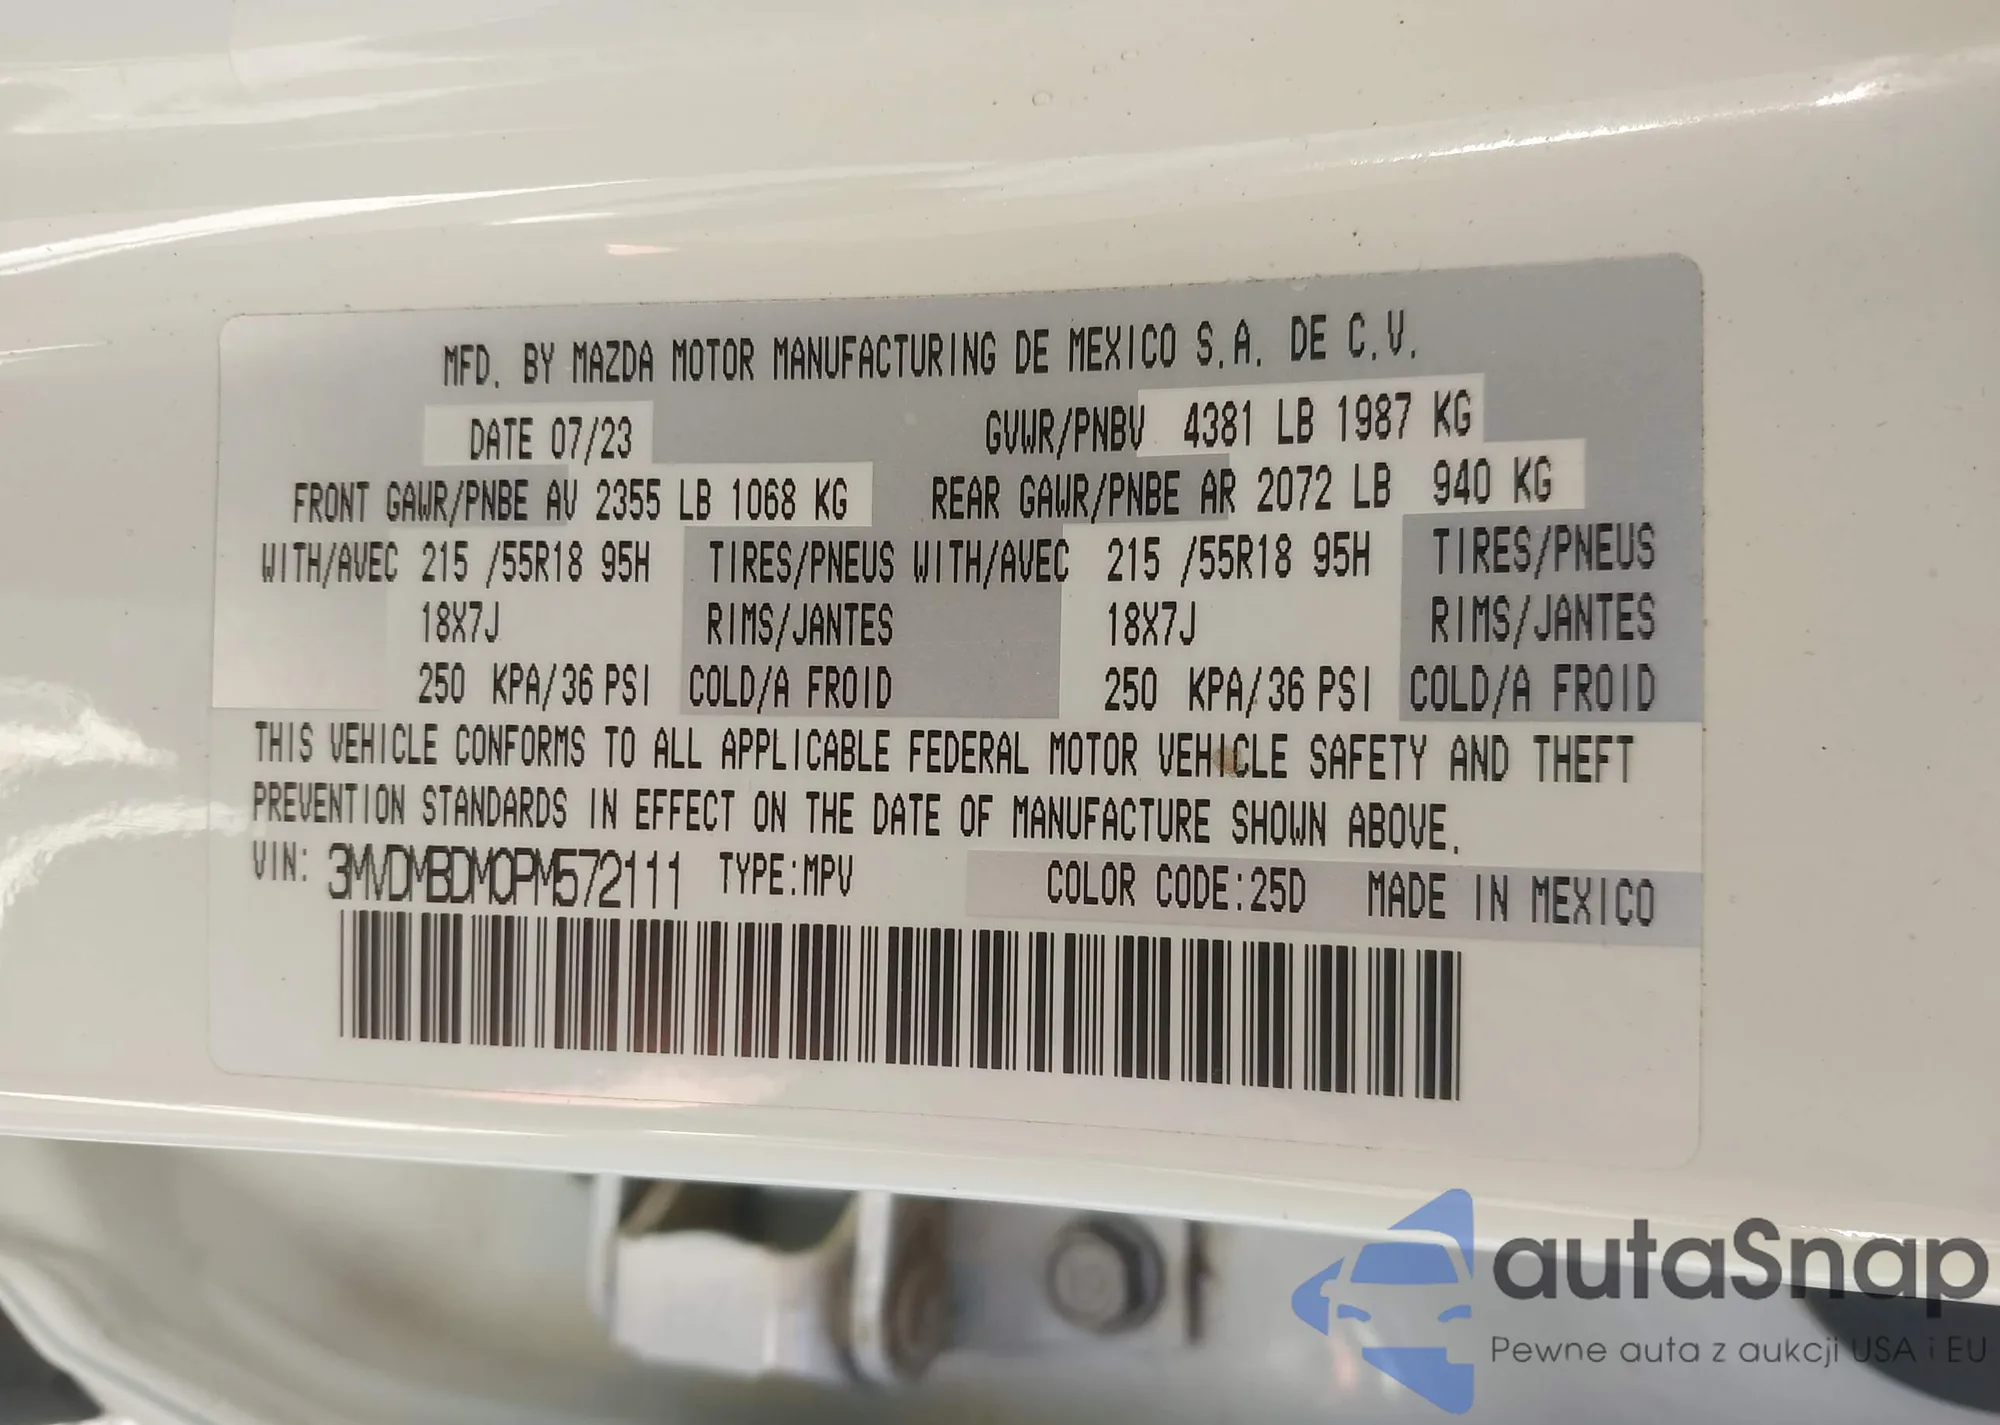 MFD. BY MAZDA MOTOR MANUFACTURING DE MEXICO S.A. DE C.V.
DATE 07/23 GVWR/PNBV 4381 LB 1987 KG
FRONT GAWR/PNBE AV 2355 LB 1068 KG REAR GAWR/PNBE AR 2072 LB 940 KG
WITH/AVEC 215 /55R18 95H TIRES/PNEUS WITH/AVEC 215 /55R18 95H TIRES/PNEUS
18X7J RIMS/JANTES 18X7J RIMS/JANTES
250 KPA/36 PSI COLD/A FROID 250 KPA/36 PSI COLD/A FROID
THIS VEHICLE CONFORMS TO ALL APPLICABLE FEDERAL MOTOR VEHICLE SAFETY AND THEFT
PREVENTION STANDARDS IN EFFECT ON THE DATE OF MANUFACTURE SHOWN ABOVE.
VIN: 3MVDMBDM0PM572111 TYPE:MPV COLOR CODE:25D MADE IN MEXICO
autaSnap
Pewne auta z aukcji USA i EU